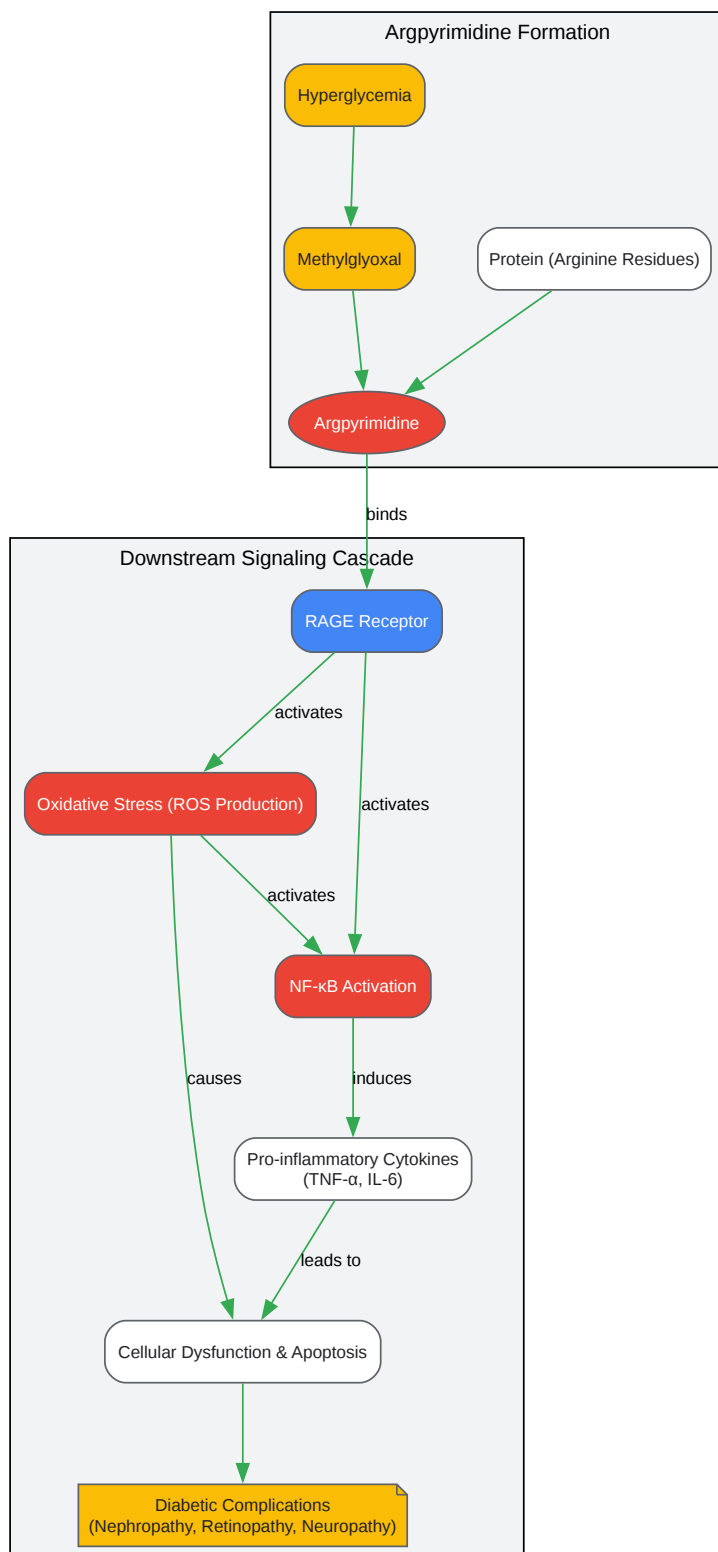 Argpyrimidine Formation
Hyperglycemia
Methylglyoxal
Protein (Arginine Residues)
Argpyrimidine
binds
Downstream Signaling Cascade
RAGE Receptor
activates
Oxidative Stress (ROS Production)
activates
activates
NF-κB Activation
causes
induces
Pro-inflammatory Cytokines
(TNF-α, IL-6)
leads to
Cellular Dysfunction & Apoptosis
Diabetic Complications
(Nephropathy, Retinopathy, Neuropathy)